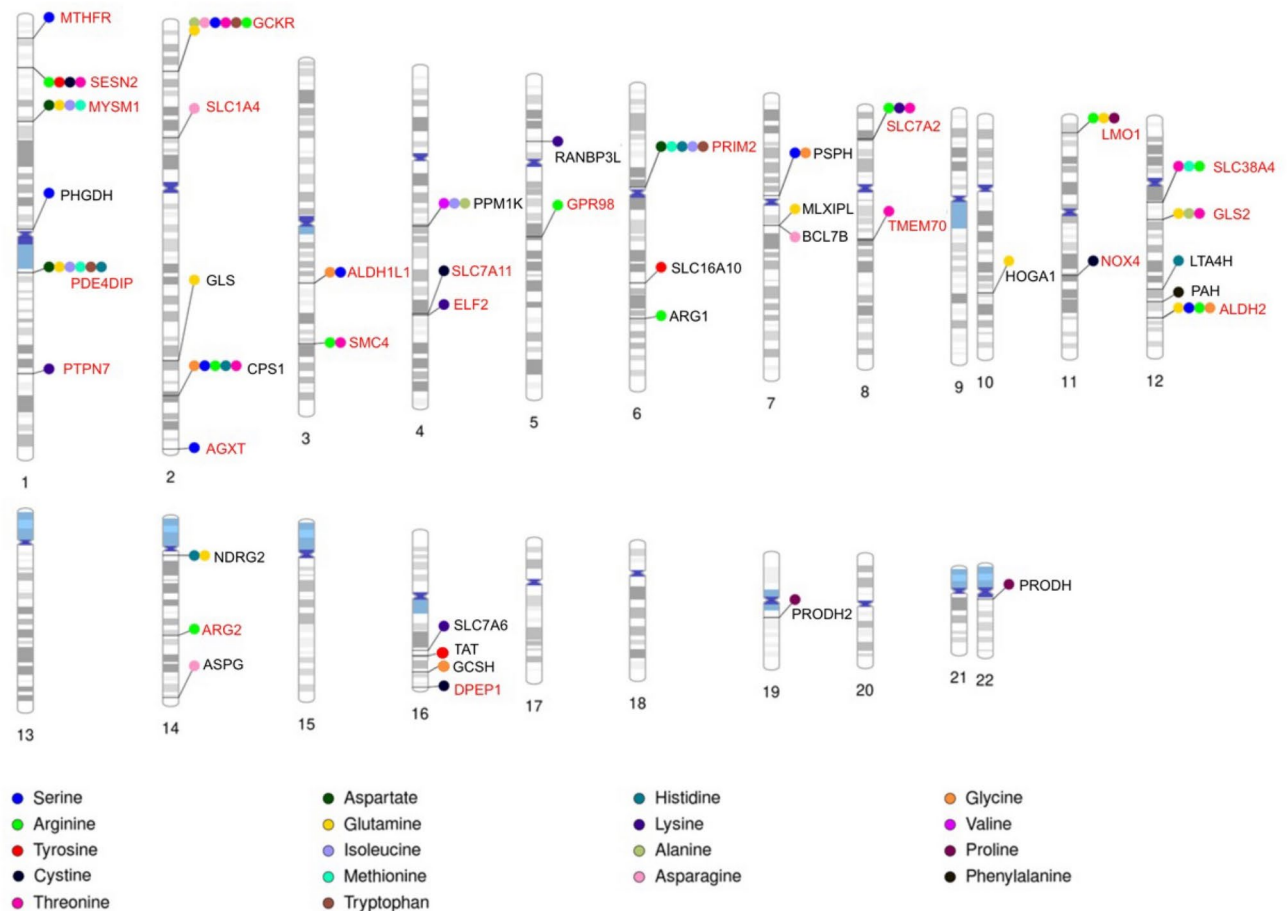 MTHFR
SESN2
MYSM1
PHGDH
PDE4DIP
PTPN7
1
GCKR
SLC1A4
GLS
CPS1
AGXT
2
ALDH1L1
SMC4
3
PPM1K
SLC7A11
ELF2
4
RANBP3L
GPR98
5
PRIM2
SLC16A10
ARG1
6
PSPH
MLXIPL
BCL7B
7
SLC7A2
TMEM70
8
9
HOGA1
10
LMO1
NOX4
11
SLC38A4
GLS2
LTA4H
PAH
ALDH2
12
13
NDRG2
ARG2
ASPG
14
15
SLC7A6
TAT
GCSH
DPEP1
16
17
18
PRODH2
19
20
21
PRODH
22
Serine
Arginine
Tyrosine
Cystine
Threonine
Aspartate
Glutamine
Isoleucine
Methionine
Tryptophan
Histidine
Lysine
Alanine
Asparagine
Glycine
Valine
Proline
Phenylalanine